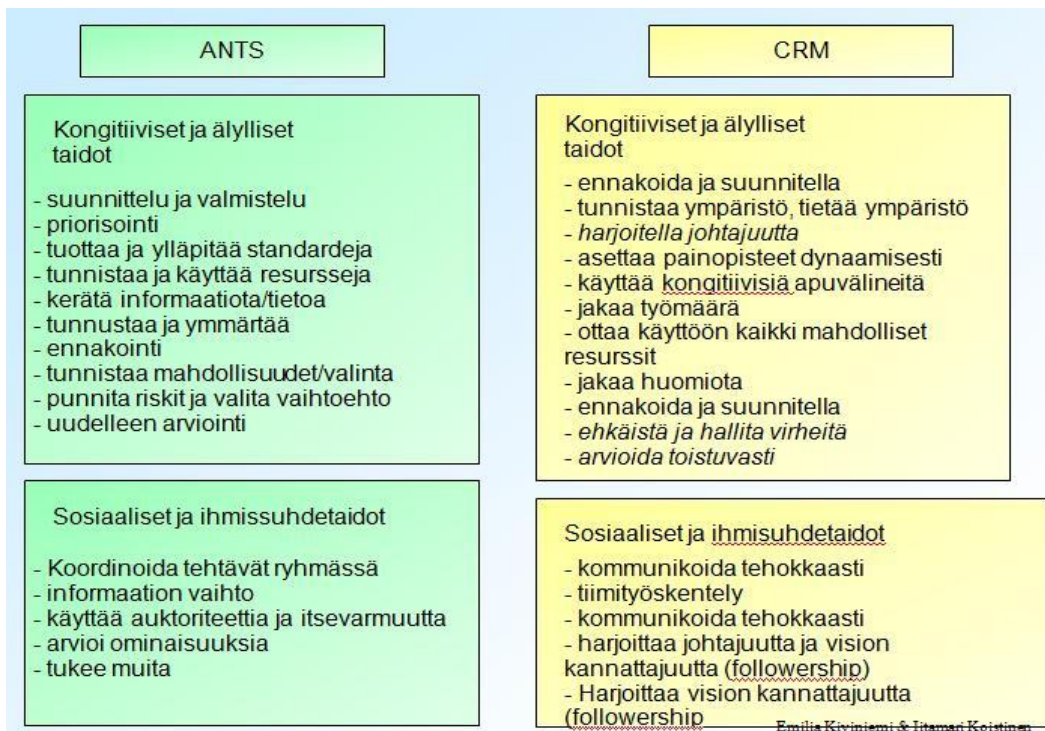 ANTS
Kongitiiviset ja älylliset
taidot
- suunnittelu ja valmistelu
- priorisointi
- tuottaa ja ylläpitää standardeja
- tunnistaa ja käyttää resursseja
- kerätä informaatiota/tietoa
- tunnustaa ja ymmärtää
- ennakointi
- tunnistaa mahdollisuudet/valinta
- punnita riskit ja valita vaihtoehto
- uudelleen arviointi
Sosiaaliset ja ihmissuhdetaidot
- Koordinoida tehtävät ryhmässä
- informaation vaihto
- käyttää auktoriteettia ja itsevarmuutta
- arvioi ominaisuuksia
- tukee muita
CRM
Kongitiiviset ja älylliset
taidot
- ennakoida ja suunnitella
- tunnistaa ympäristö, tietää ympäristö
- harjoitella johtajuutta
- asettaa painopisteet dynaamisesti
- käyttää kongitiivisiä apuvälineitä
- jakaa työmäärä
- ottaa käyttöön kaikki mahdolliset
resurssit
- jakaa huomiota
- ennakoida ja suunnitella
- ehkäistä ja hallita virheitä
- arvioida toistuvasti
Sosiaaliset ja ihmisuhdetaidot
- kommunikoida tehokkaasti
- tiimityöskentely
- kommunikoida tehokkaasti
- harjoittaa johtajuutta ja vision
kannattajuutta (followership)
- Harjoittaa vision kannattajuutta
(followership
Emilia Kiviniemi & Iitamari Koistinen